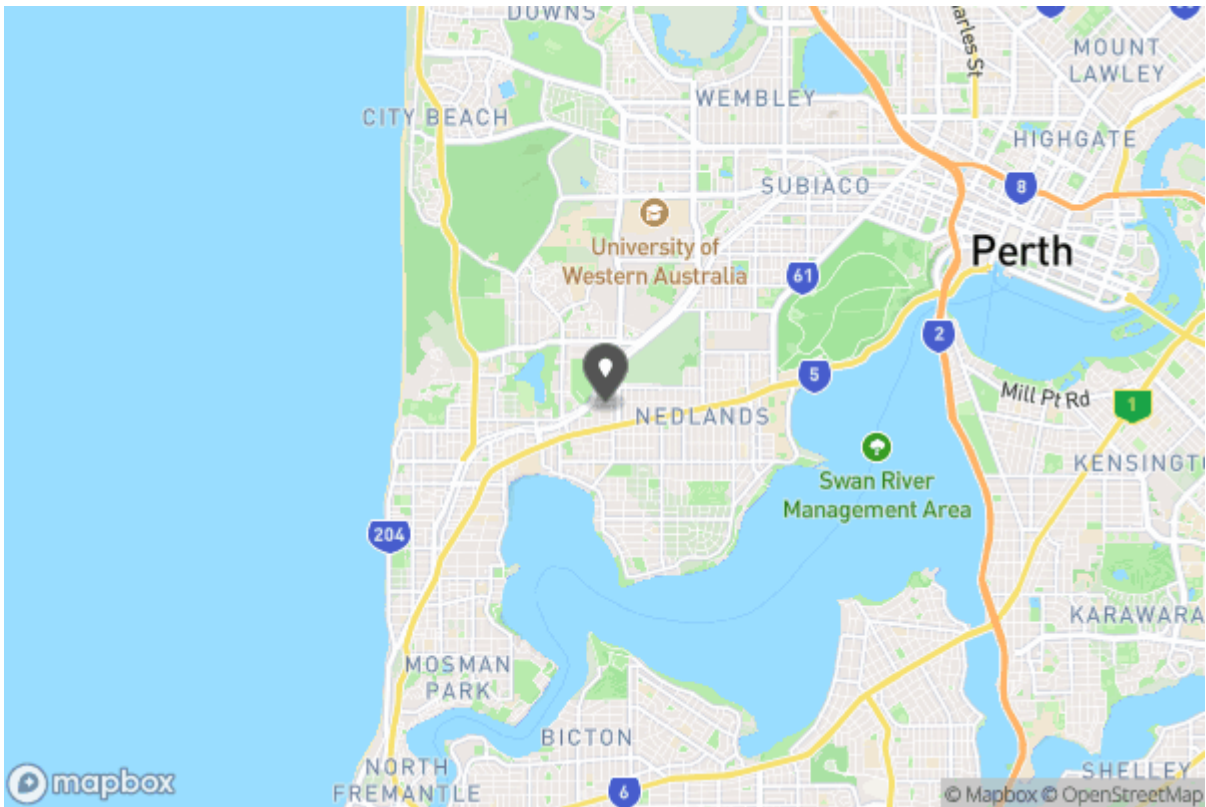 DOWNS
Charles St
MOUNT
LAWLEY
WEMBLEY
CITY BEACH
HIGHGATE
SUBIACO
8
University of
Western Australia
Perth
61
2
5
Mill Pt Rd
1
NEDLANDS
KENSINGTO
Swan River
Management Area
204
KARAWARA
MOSMAN
PARK
BICTON
NORTH
FREMANTLE
SHELLEY
6
mapbox
© Mapbox © OpenStreetMap